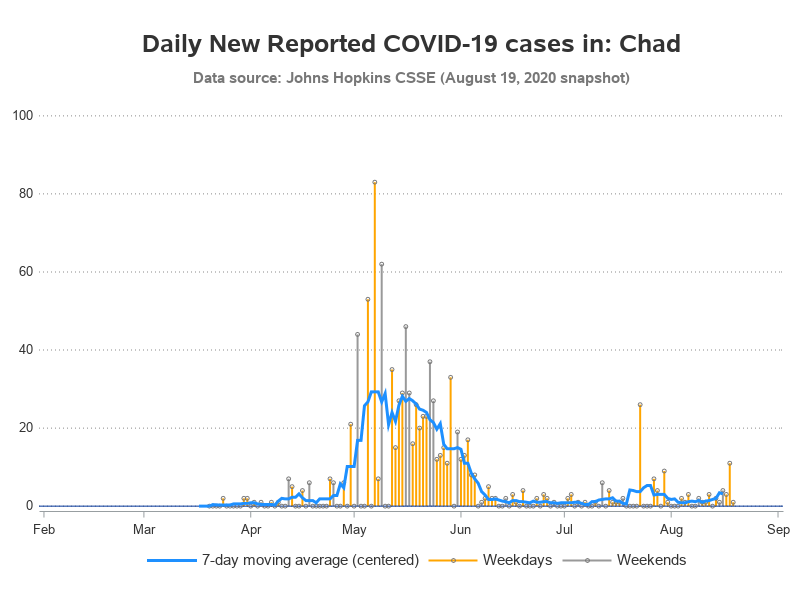 Daily New Reported COVID-19 cases in: Chad
Data source: Johns Hopkins CSSE (August 19, 2020 snapshot)
100
80
60
40
20
0
Feb Mar Apr May Jun Jul Aug Sep
7-day moving average (centered) Weekdays Weekends